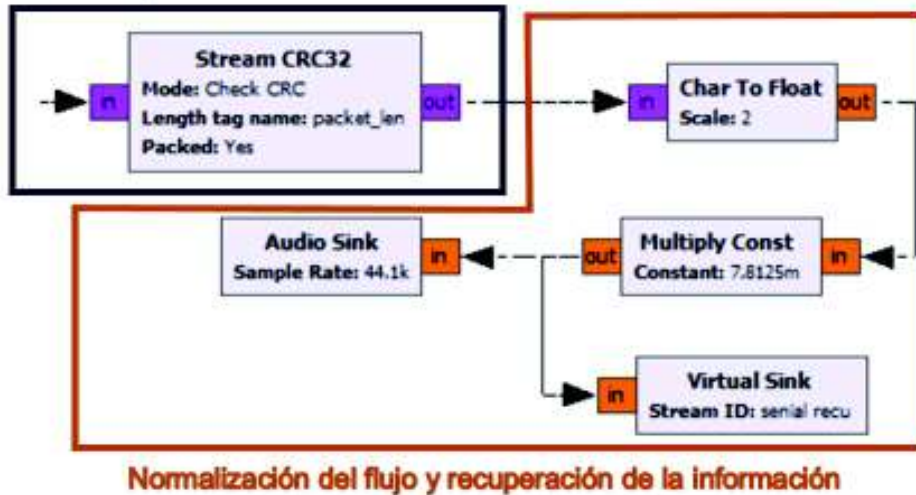 Stream CRC32
in
Mode: Check CRC
out
Length tag name: packet_len
Packed: Yes
Char To Float
in
Scale: 2
out
Audio Sink
Sample Rate: 44.1k
in
Multiply Const
out
Constant: 7.8125m
in
Virtual Sink
in
Stream ID: senial recu
Normalización del flujo y recuperación de la información